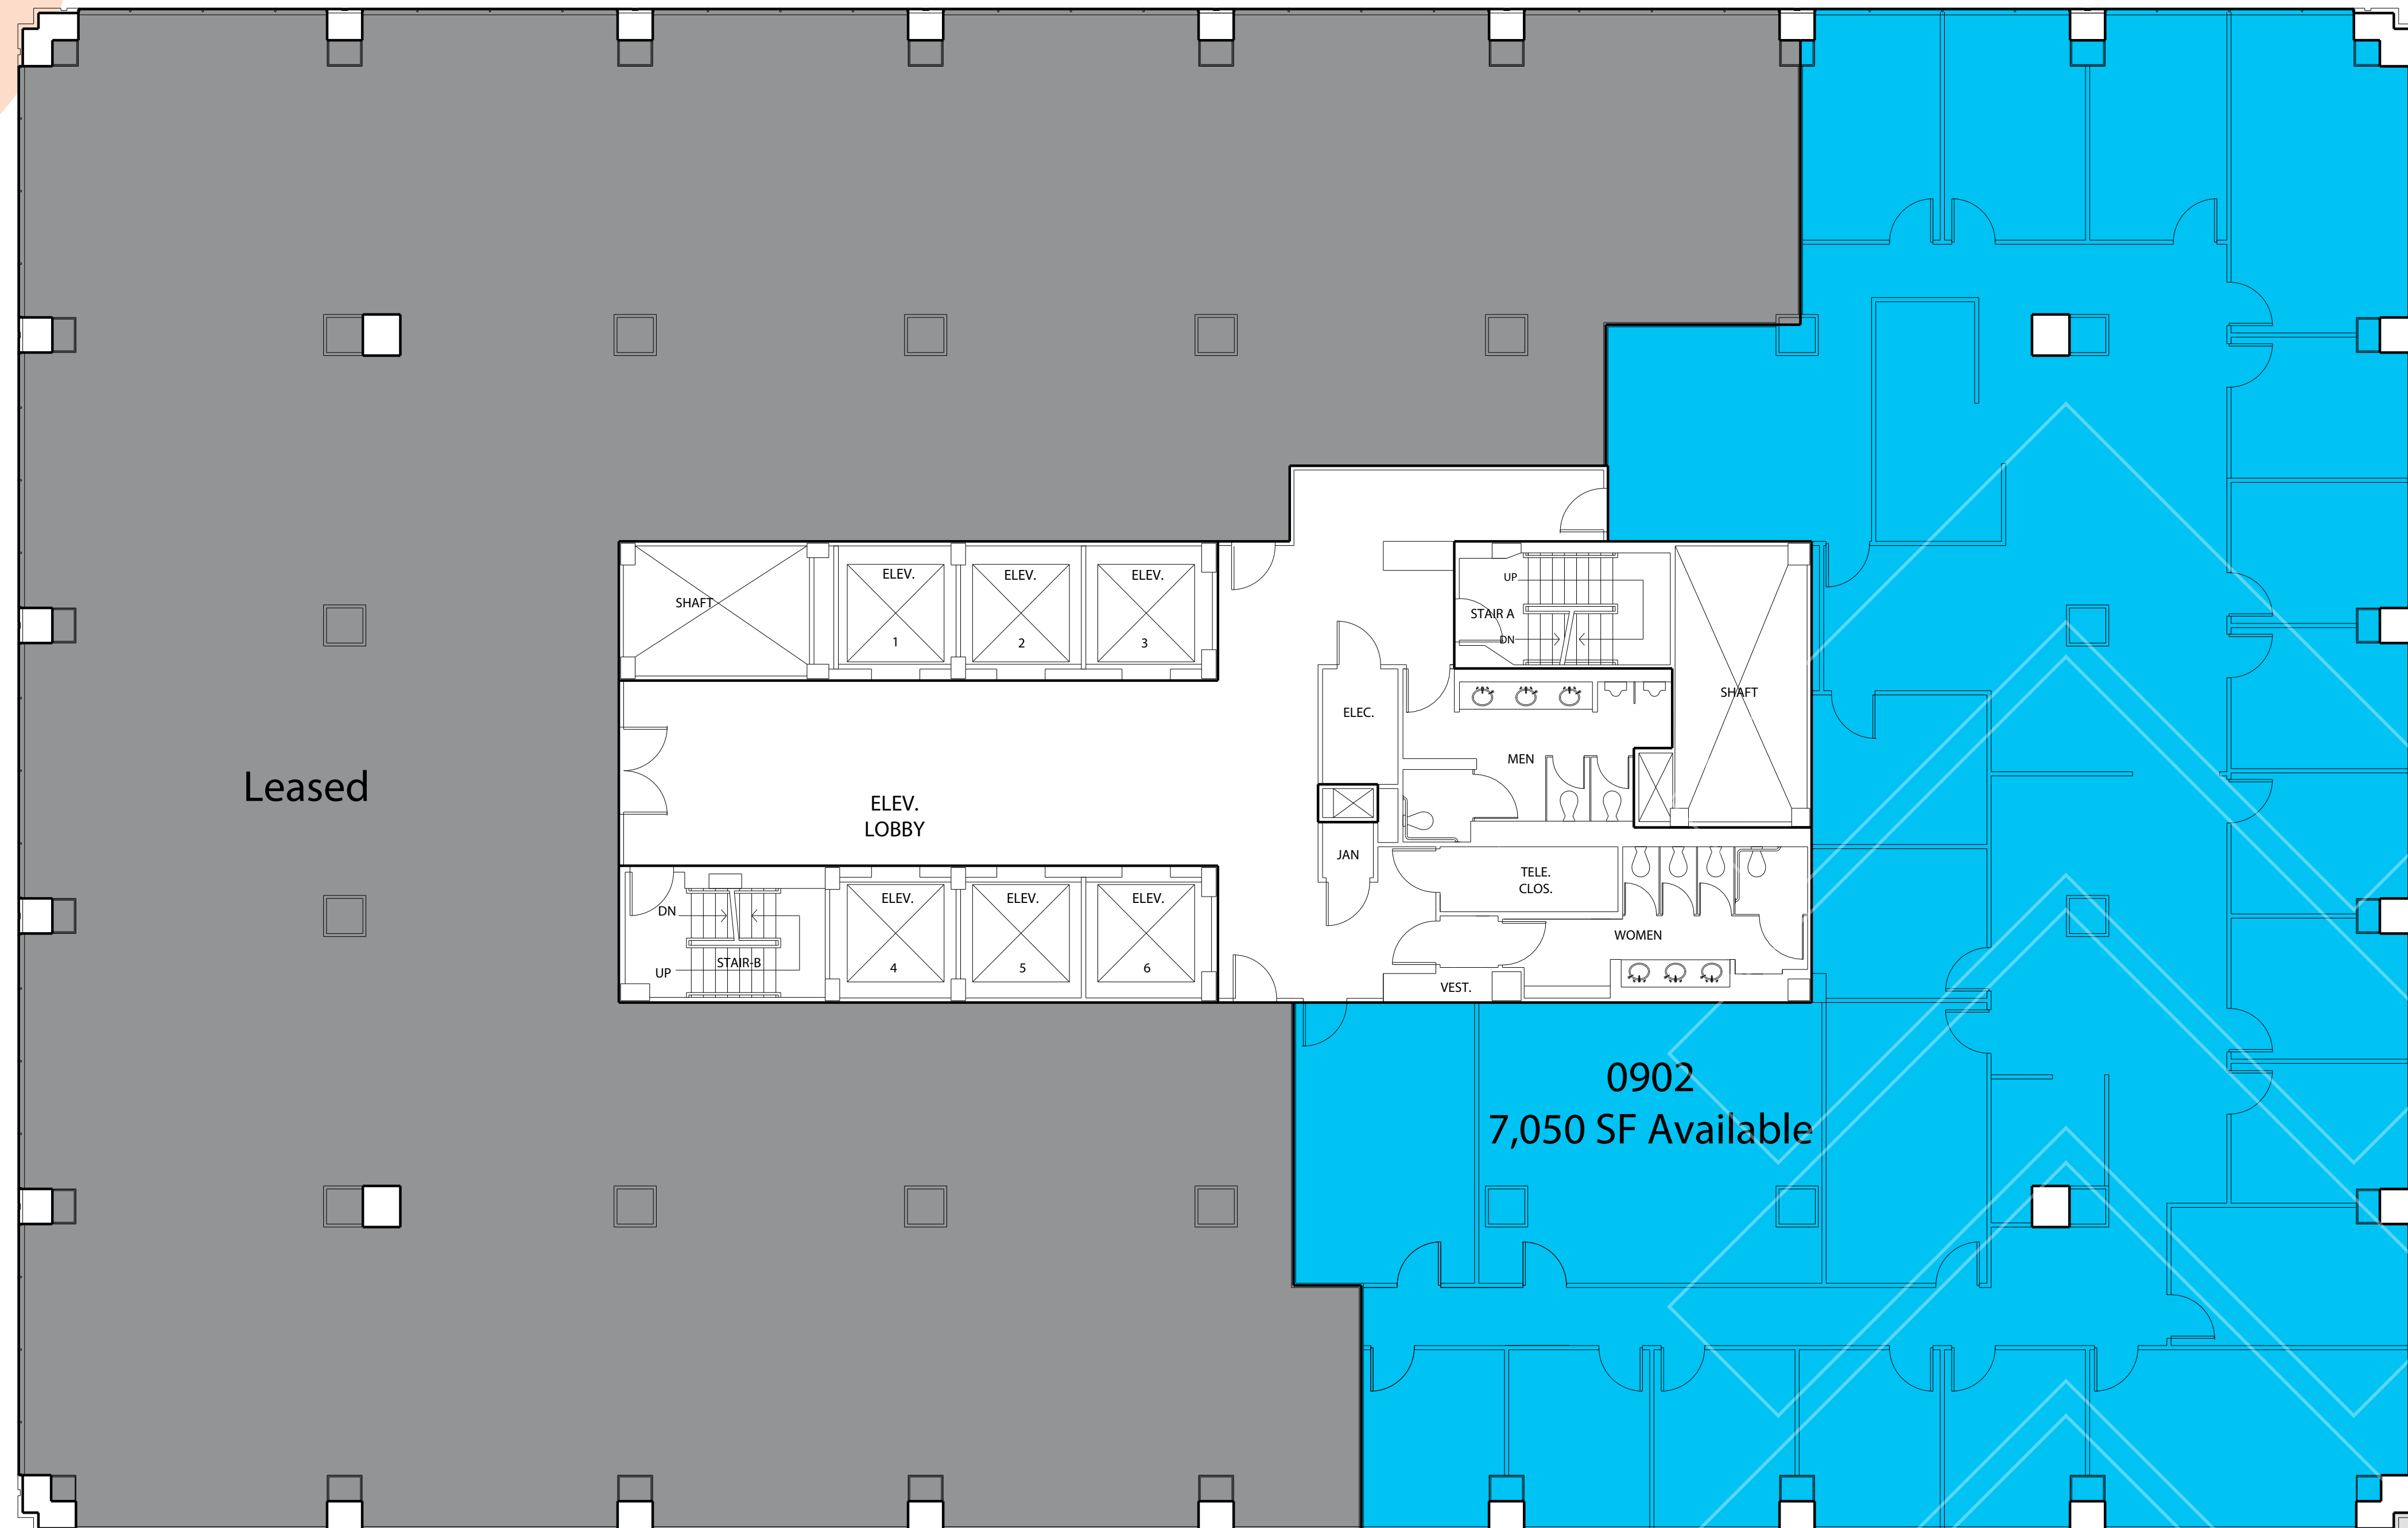 ELEV.
ELEV.
ELEV.
UP
SHAFT
STAIR A
1
2
3
DN
SHAFT
ELEC.
MEN
Leased
ELEV.
LOBBY
JAN
TELE.
CLOS.
ELEV.
ELEV.
ELEV.
DN
WOMEN
STAIR-B
UP
4
5
6
VEST.
0902
7,050 SF Available